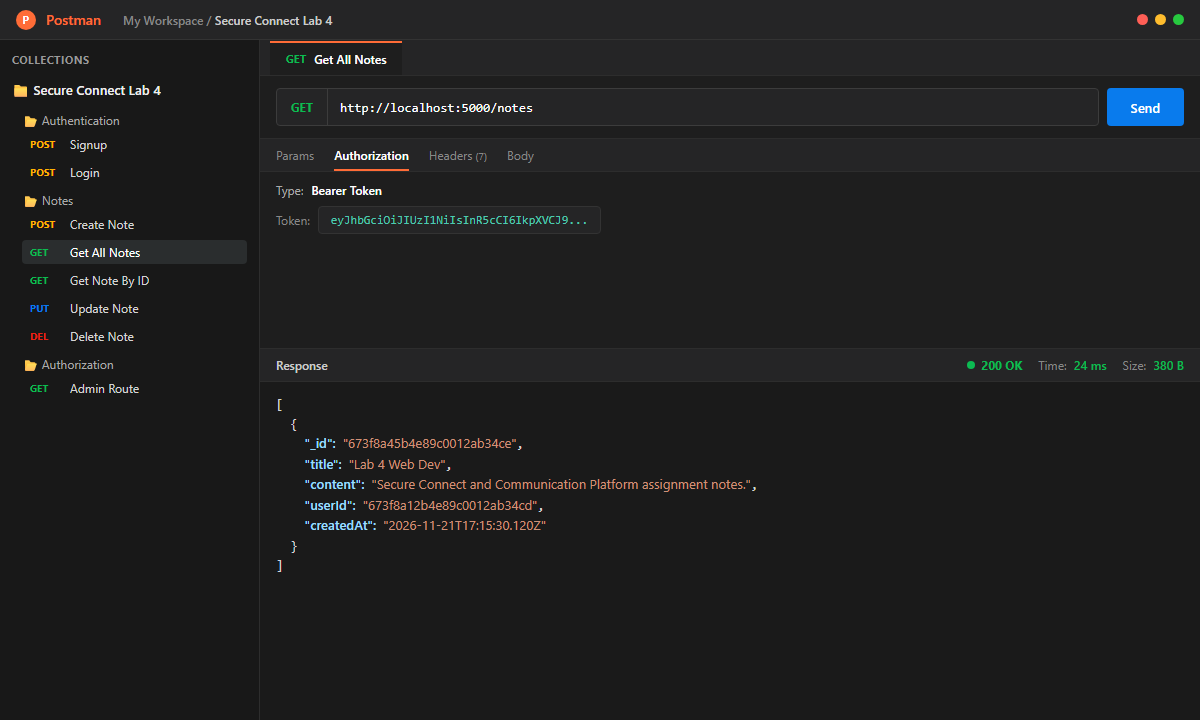 P Postman My Workspace / Secure Connect Lab 4
COLLECTIONS
Secure Connect Lab 4
Authentication
POST Signup
POST Login
Notes
POST Create Note
GET Get All Notes
GET Get Note By ID
PUT Update Note
DEL Delete Note
Authorization
GET Admin Route
GET Get All Notes
GET http://localhost:5000/notes Send
Params Authorization Headers (7) Body
Type: Bearer Token
Token: eyJhbGciOiJIUzI1NiIsInR5cCI6IkpXVCJ9...
Response 200 OK Time: 24 ms Size: 380 B
[
{
"_id": "673f8a45b4e89c0012ab34ce",
"title": "Lab 4 Web Dev",
"content": "Secure Connect and Communication Platform assignment notes.",
"userId": "673f8a12b4e89c0012ab34cd",
"createdAt": "2026-11-21T17:15:30.120Z"
}
]